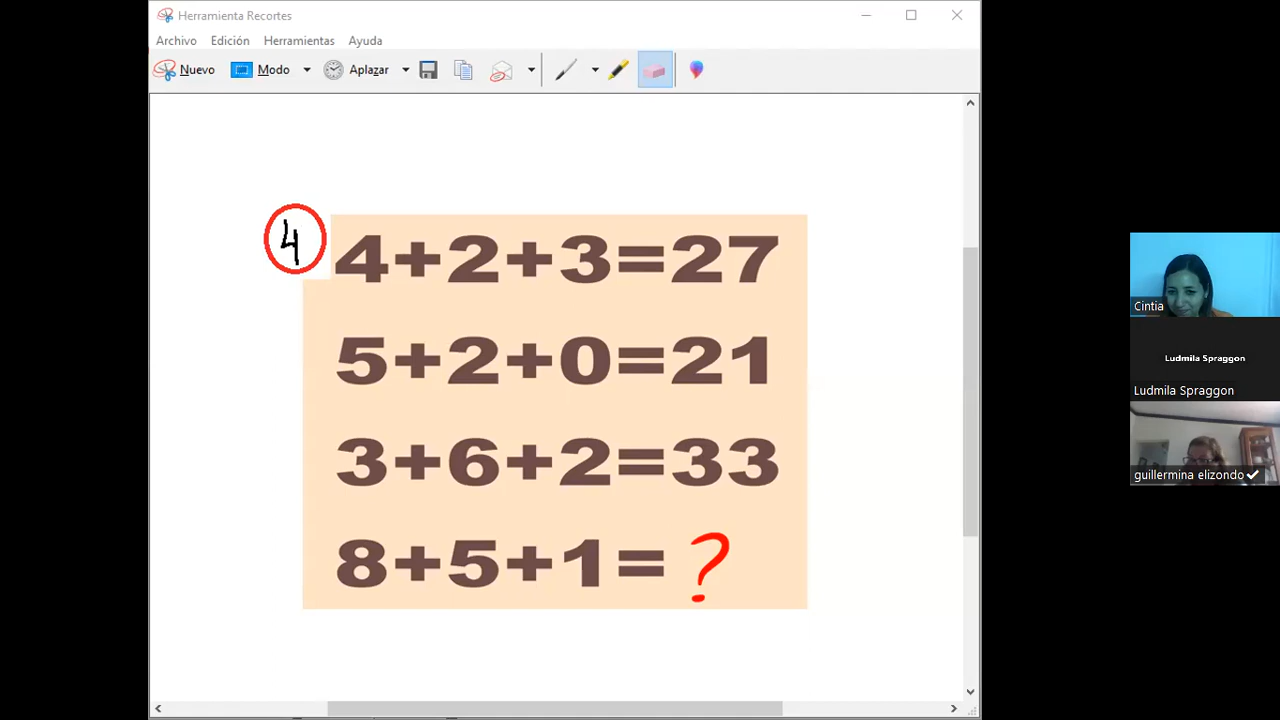 Herramienta Recortes
Archivo Edición Herramientas Ayuda
Nuevo Modo Aplazar
4
4+2+3=27
5+2+0=21
3+6+2=33
8+5+1= ?
Cintia
Ludmila Spraggon
Ludmila Spraggon
guillermina elizondo